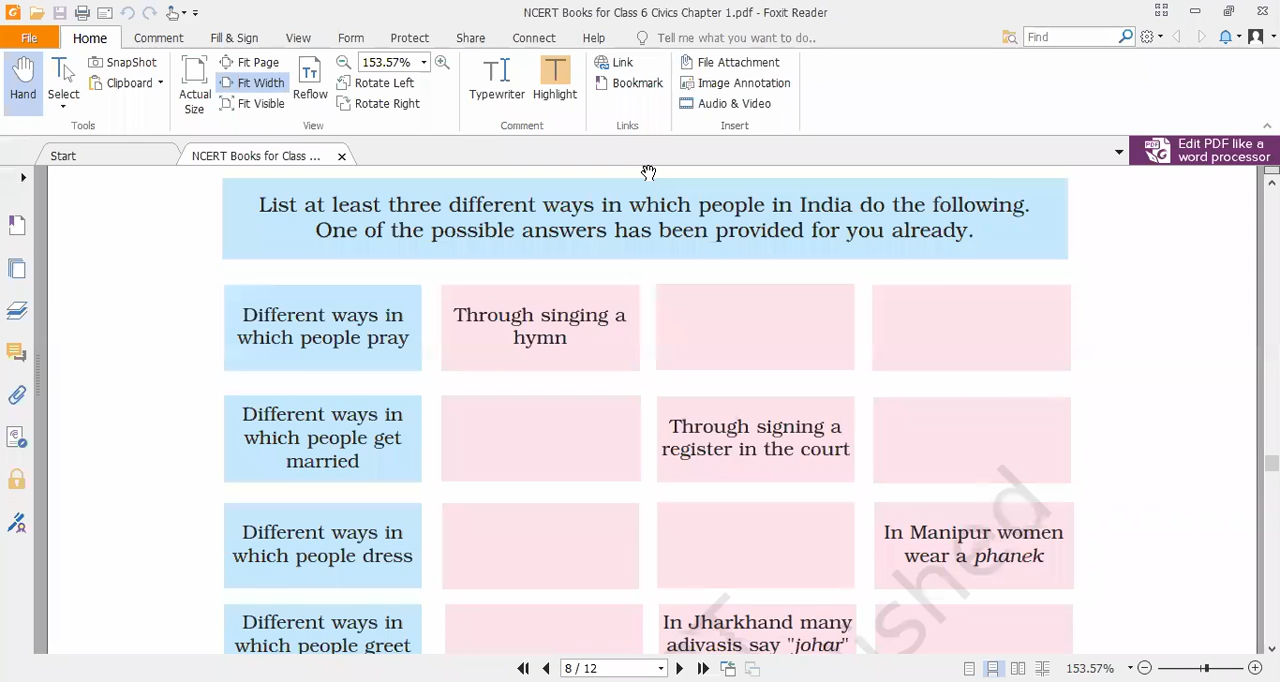 NCERT Books for Class 6 Civics Chapter 1.pdf - Foxit Reader
File Home Comment Fill & Sign View Form Protect Share Connect Help Tell me what you want to do.. Find
Hand
Select
SnapShot
Clipboard
Tools
Actual Size
Fit Page
Fit Width
Fit Visible
Reflow
153.57%
Rotate Left
Rotate Right
View
Typewriter
Highlight
Comment
Link
Bookmark
Links
File Attachment
Image Annotation
Audio & Video
Insert
Start
NCERT Books for Class ...
Edit PDF like a
word processor
List at least three different ways in which people in India do the following.
One of the possible answers has been provided for you already.
Different ways in
which people pray
Through singing a
hymn
Different ways in
which people get
married
Through signing a
register in the court
Different ways in
which people dress
In Manipur women
wear a phanek
Different ways in
which people greet
In Jharkhand many
adivasis say "johar"
shed
8 / 12
153.57%